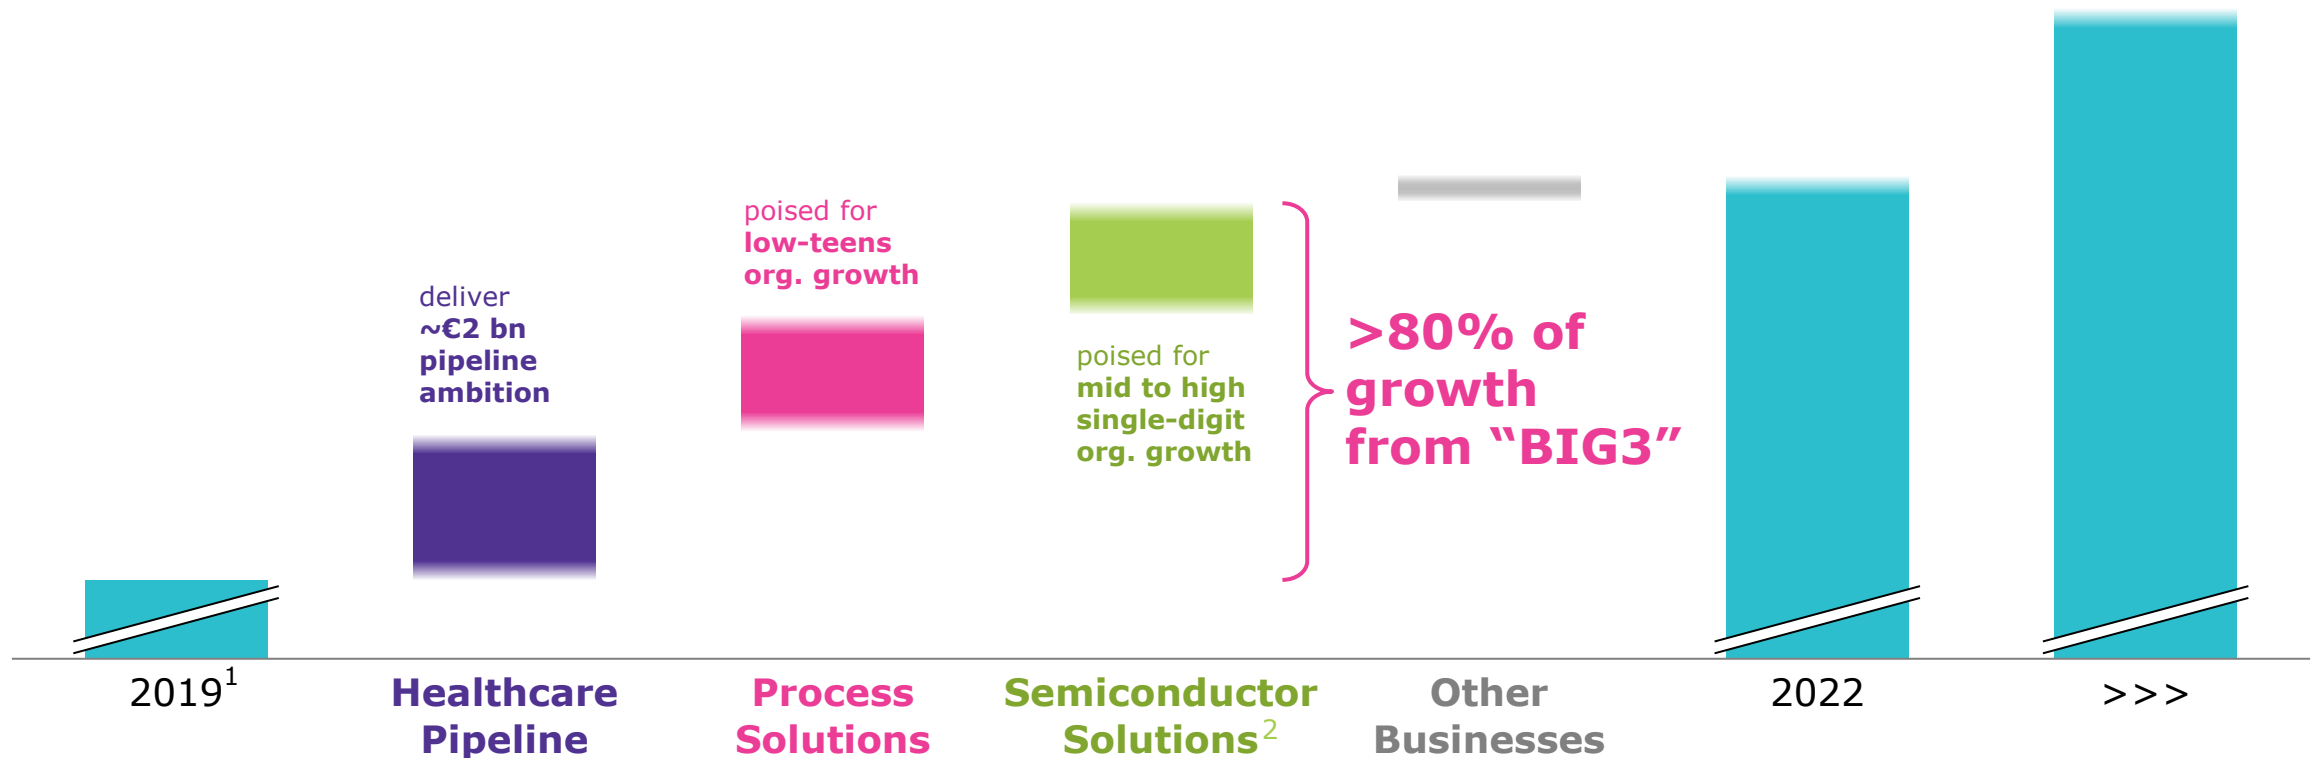 deliver
~€2 bn
pipeline
ambition
poised for
low-teens
org. growth
poised for
mid to high
single-digit
org. growth
>80% of
growth
from “BIG3”
2019¹
Healthcare
Pipeline
Process
Solutions
Semiconductor
Solutions²
Other
Businesses
2022
>>>